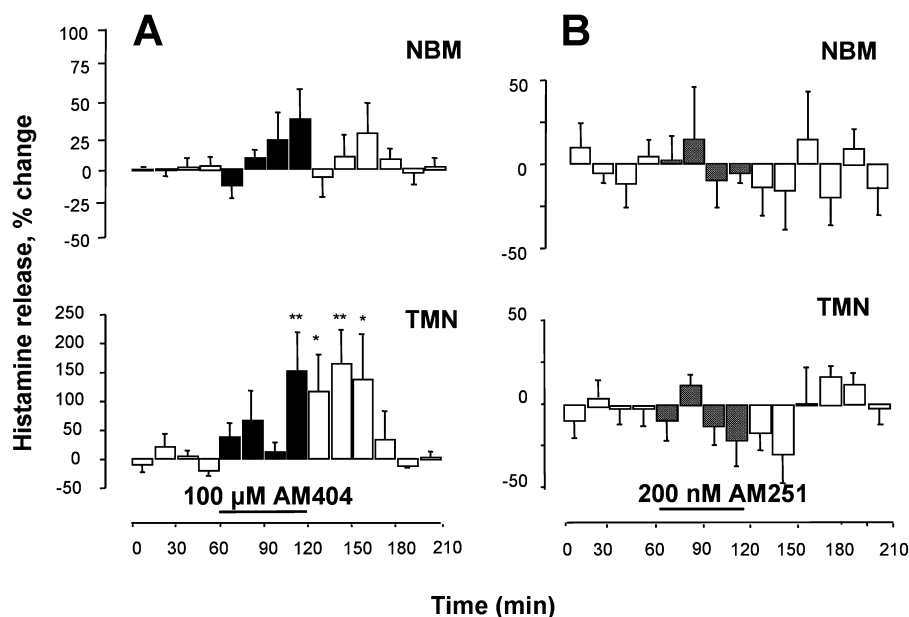 A
B
NBM
NBM
100
75
50
25
0
-25
-50
50
0
-50
Histamine release, % change
TMN
TMN
250
200
150
100
50
0
-50
** * ** *
50
0
-50
100 µM AM404
200 nM AM251
0 30 60 90 120 150 180 210
0 30 60 90 120 150 180 210
Time (min)